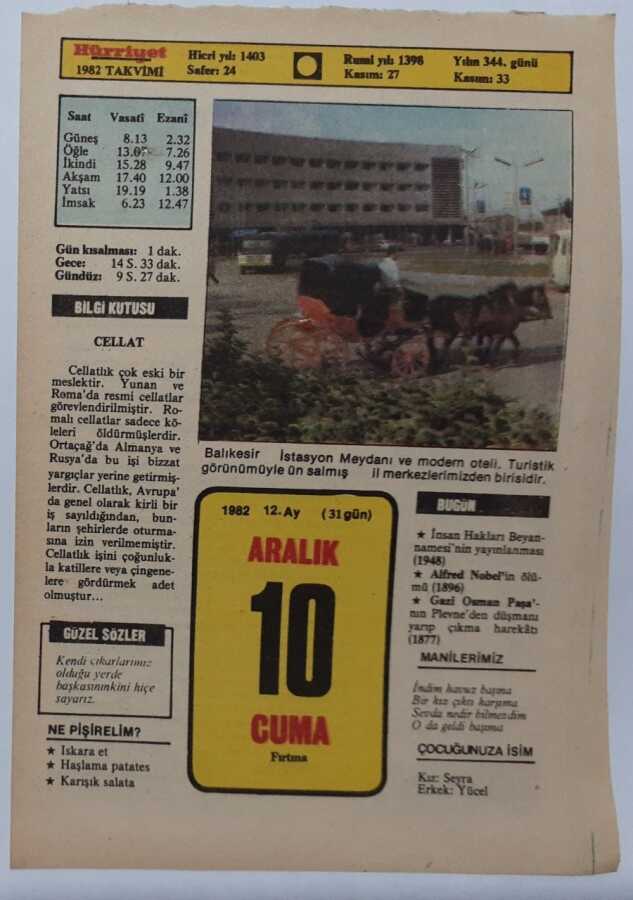 Hürriyet
1982 TAKVİMİ
Hicri yılı: 1403
Safer: 24
Rumî yılı: 1398
Kasım: 27
Yılın 344. günü
Kasım: 33
Saat Vasatî Ezanî
Güneş 8.13 2.32
Öğle 13.07 7.26
İkindi 15.28 9.47
Akşam 17.40 12.00
Yatsı 19.19 1.38
İmsak 6.23 12.47
Gün kısalması: 1 dak.
Gece: 14 S. 33 dak.
Gündüz: 9 S. 27 dak.
BİLGİ KUTUSU
CELLAT
Cellatlık çok eski bir
meslektir. Yunan ve
Roma'da resmi cellatlar
görevlendirilmiştir. Ro-
malı cellatlar sadece kö-
leleri öldürmüşlerdir.
Ortaçağ'da Almanya ve
Rusya'da bu işi bizzat
yargıçlar yerine getirmiş-
lerdir. Cellatlık, Avrupa'
da genel olarak kirli bir
iş sayıldığından, bun-
ların şehirlerde oturma-
sına izin verilmemiştir.
Cellatlık işini çoğunluk-
la katillere veya çingene-
lere gördürmek adet
olmuştur...
GÜZEL SÖZLER
Kendi çıkarlarımız
olduğu yerde
başkasınınkini hiçe
sayarız.
NE PİŞİRELİM?
★ Iskara et
★ Haşlama patates
★ Karışık salata
Balıkesir İstasyon Meydanı ve modern oteli. Turistik
görünümüyle ün salmış il merkezlerimizden birisidir.
1982 12. Ay (31 gün)
ARALIK
10
CUMA
Fırtına
BUGÜN
★ İnsan Hakları Beyan-
namesi'nin yayınlanması
(1948)
★ Alfred Nobel'in ölü-
mü (1896)
★ Gazi Osman Paşa'-
nın Plevne'den düşmanı
yarıp çıkma harekâtı
(1877)
MANİLERİMİZ
İndim havuz başına
Bir kız çıktı karşıma
Sevda nedir bilmezdim
O da geldi başıma
ÇOCUĞUNUZA İSİM
Kız: Seyra
Erkek: Yücel